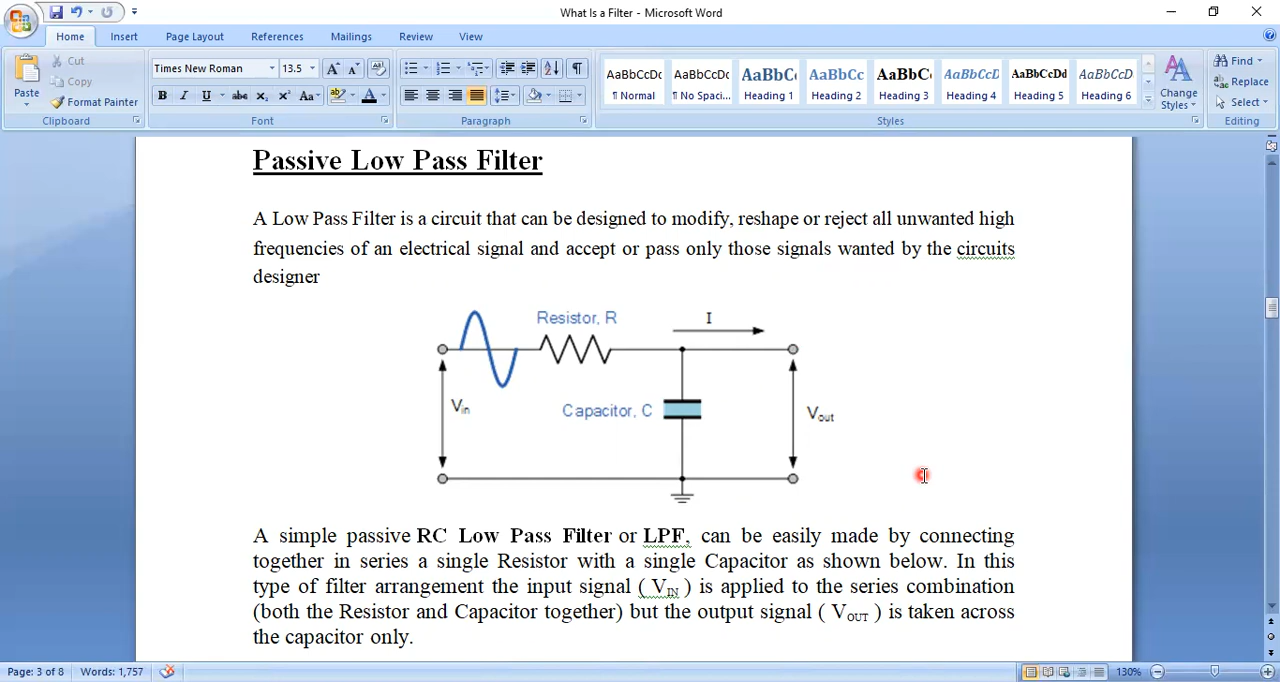 What Is a Filter - Microsoft Word
Home Insert Page Layout References Mailings Review View
Paste
Cut
Copy
Format Painter
Clipboard
Times New Roman 13.5
B I U abc x₂ x² Aa
Font
Paragraph
AaBbCcDc AaBbCcDc AaBbC AaBbCc AaBbC AaBbCcD AaBbCcDd AaBbCcD
¶ Normal ¶ No Spaci... Heading 1 Heading 2 Heading 3 Heading 4 Heading 5 Heading 6
Change
Styles
Styles
Find
Replace
Select
Editing
Passive Low Pass Filter
A Low Pass Filter is a circuit that can be designed to modify, reshape or reject all unwanted high
frequencies of an electrical signal and accept or pass only those signals wanted by the circuits
designer
Resistor, R
I
Vin
Capacitor, C
Vout
A simple passive RC Low Pass Filter or LPF, can be easily made by connecting
together in series a single Resistor with a single Capacitor as shown below. In this
type of filter arrangement the input signal ( VIN ) is applied to the series combination
(both the Resistor and Capacitor together) but the output signal ( VOUT ) is taken across
the capacitor only.
Page: 3 of 8 Words: 1,757 130%